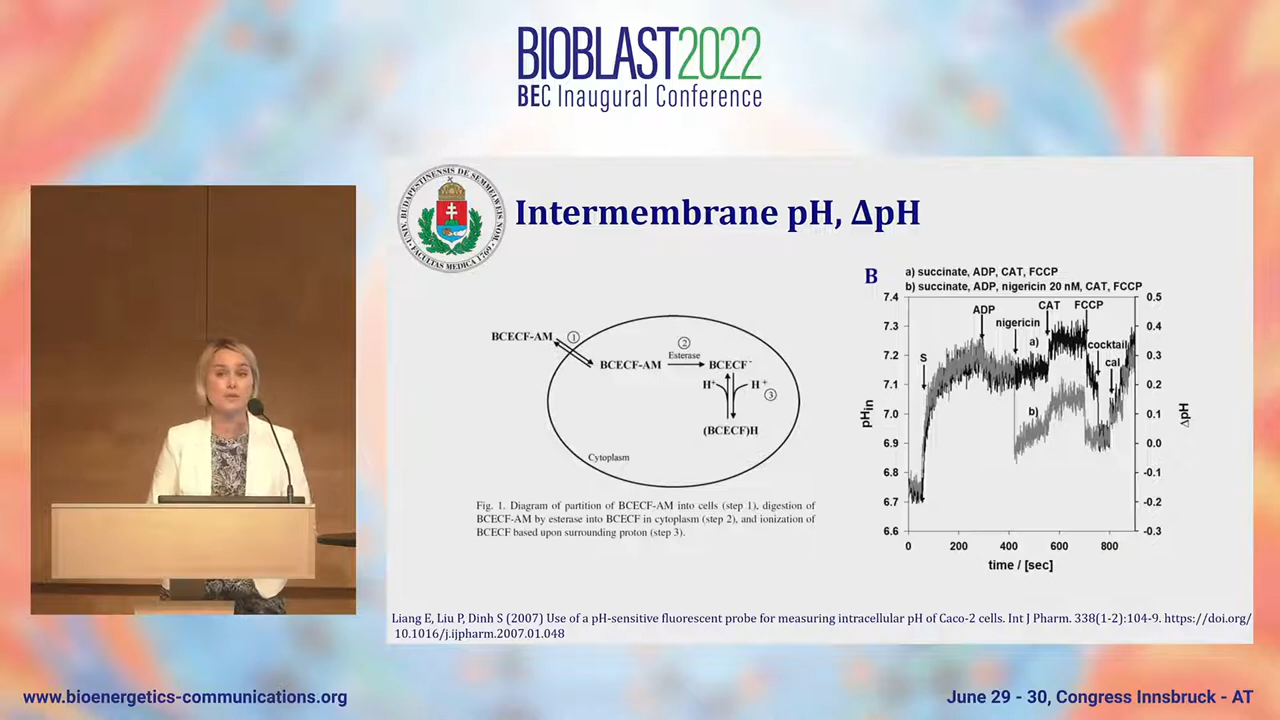 BIOBLAST2022
BEC Inaugural Conference
UNIV. BUDAPESTINENSIS DE SEMMELWEIS NOM.
FACULTAS MEDICA 1769
Intermembrane pH, ΔpH
BCECF-AM
1
BCECF-AM
2
Esterase
BCECF⁻
H⁺
H⁺
3
(BCECF)H
Cytoplasm
Fig. 1. Diagram of partition of BCECF-AM into cells (step 1), digestion of
BCECF-AM by esterase into BCECF in cytoplasm (step 2), and ionization of
BCECF based upon surrounding proton (step 3).
B
a) succinate, ADP, CAT, FCCP
b) succinate, ADP, nigericin 20 nM, CAT, FCCP
7.4
7.3
7.2
7.1
7.0
6.9
6.8
6.7
6.6
pHin
S
ADP
nigericin
CAT
FCCP
a)
cocktail
cal
b)
0.5
0.4
0.3
0.2
0.1
0.0
-0.1
-0.2
-0.3
ΔpH
0 200 400 600 800
time / [sec]
Liang E, Liu P, Dinh S (2007) Use of a pH-sensitive fluorescent probe for measuring intracellular pH of Caco-2 cells. Int J Pharm. 338(1-2):104-9. https://doi.org/
10.1016/j.ijpharm.2007.01.048
www.bioenergetics-communications.org
June 29 - 30, Congress Innsbruck - AT